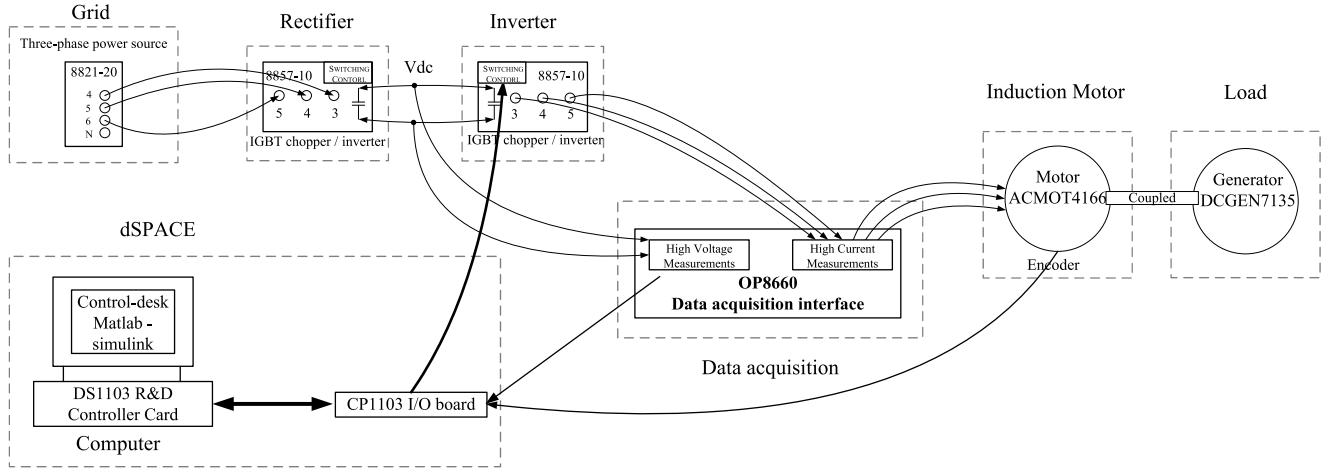 Grid
Rectifier
Inverter
Three-phase power source
8821-20
4
5
6
N
8857-10
SWITCHING
CONTORL
5 4 3
IGBT chopper / inverter
Vdc
SWITCHING
CONTORL
8857-10
3 4 5
IGBT chopper / inverter
Induction Motor
Load
Motor
ACMOT4166
Coupled
Generator
DCGEN7135
Encoder
High Voltage
Measurements
High Current
Measurements
OP8660
Data acquisition interface
Data acquisition
dSPACE
Control-desk
Matlab -
simulink
DS1103 R&D
Controller Card
Computer
CP1103 I/O board